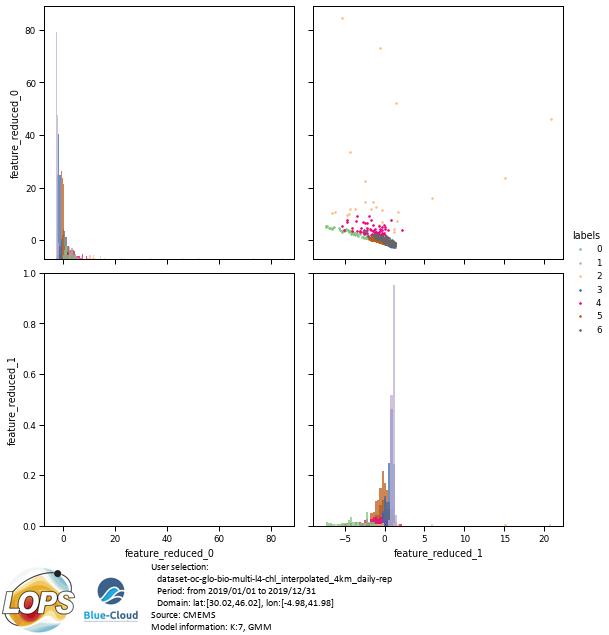 80
60
40
20
0
feature_reduced_0
labels
0
1
2
3
4
5
6
1.0
0.8
0.6
0.4
0.2
0.0
feature_reduced_1
0 20 40 60 80
feature_reduced_0
−5 0 5 10 15 20
feature_reduced_1
LOPS
Blue-Cloud
User selection:
dataset-oc-glo-bio-multi-l4-chl_interpolated_4km_daily-rep
Period: from 2019/01/01 to 2019/12/31
Domain: lat:[30.02,46.02], lon:[-4.98,41.98]
Source: CMEMS
Model information: K:7, GMM